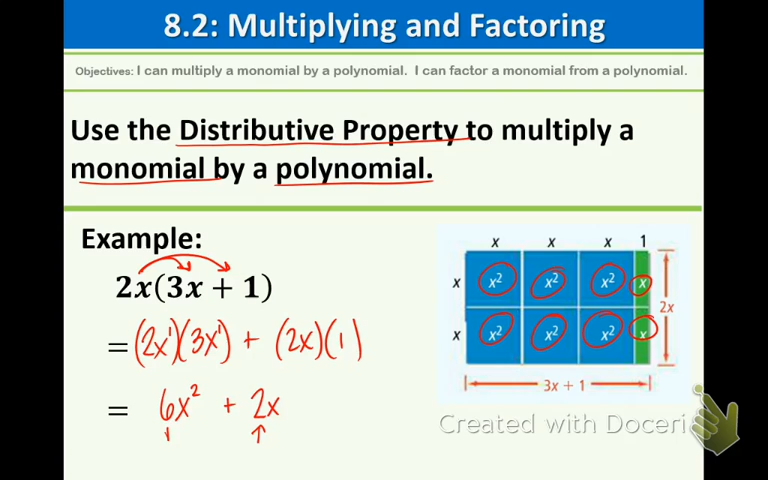 8.2: Multiplying and Factoring
Objectives: I can multiply a monomial by a polynomial. I can factor a monomial from a polynomial.
Use the Distributive Property to multiply a
monomial by a polynomial.
Example:
2x(3x + 1)
= (2x¹)(3x¹) + (2x)(1)
= 6x² + 2x
x x x 1
x x² x² x² x
2x
x x² x² x² x
3x + 1
Created with Doceri